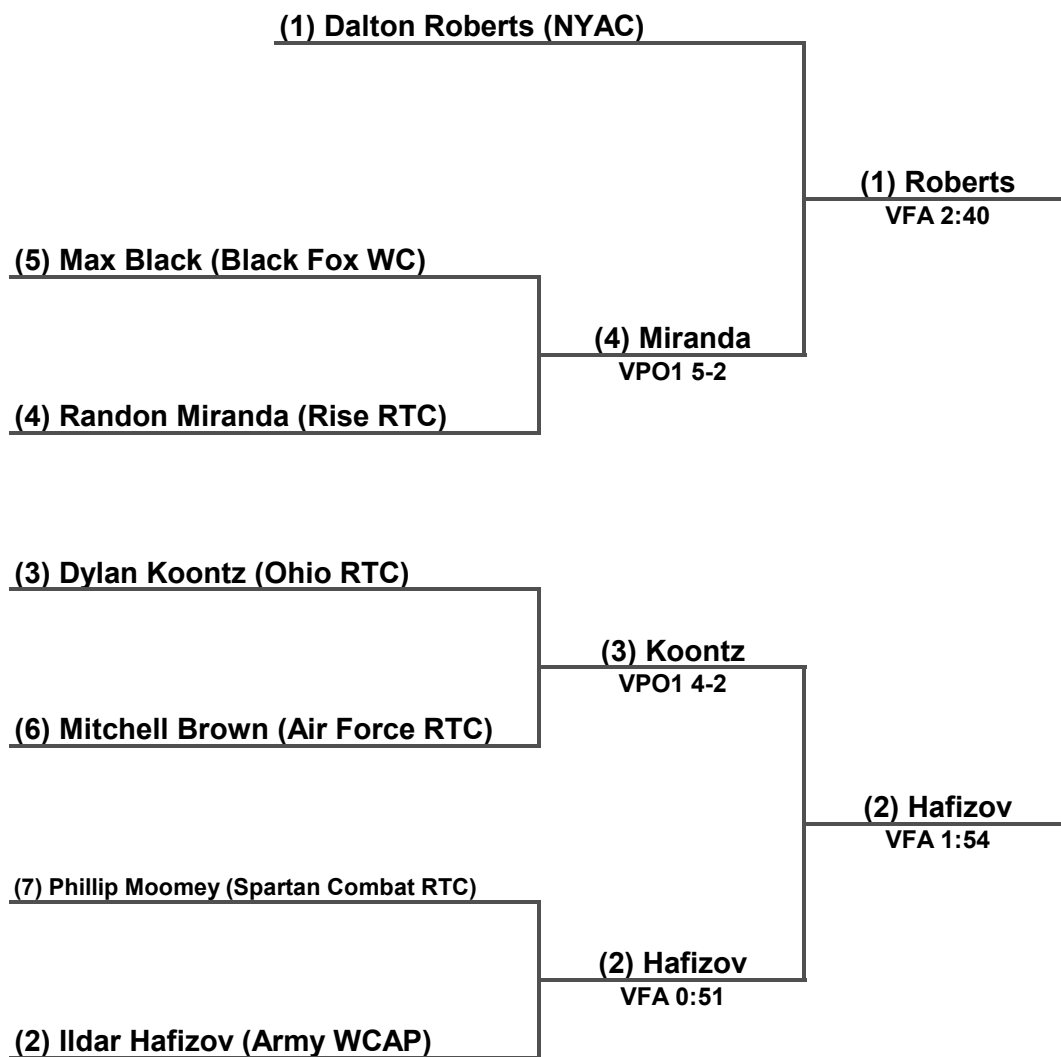 (1) Dalton Roberts (NYAC)
(1) Roberts
VFA 2:40
(5) Max Black (Black Fox WC)
(4) Miranda
VPO1 5-2
(4) Randon Miranda (Rise RTC)
(3) Dylan Koontz (Ohio RTC)
(3) Koontz
VPO1 4-2
(6) Mitchell Brown (Air Force RTC)
(2) Hafizov
VFA 1:54
(7) Phillip Moomey (Spartan Combat RTC)
(2) Hafizov
VFA 0:51
(2) Ildar Hafizov (Army WCAP)